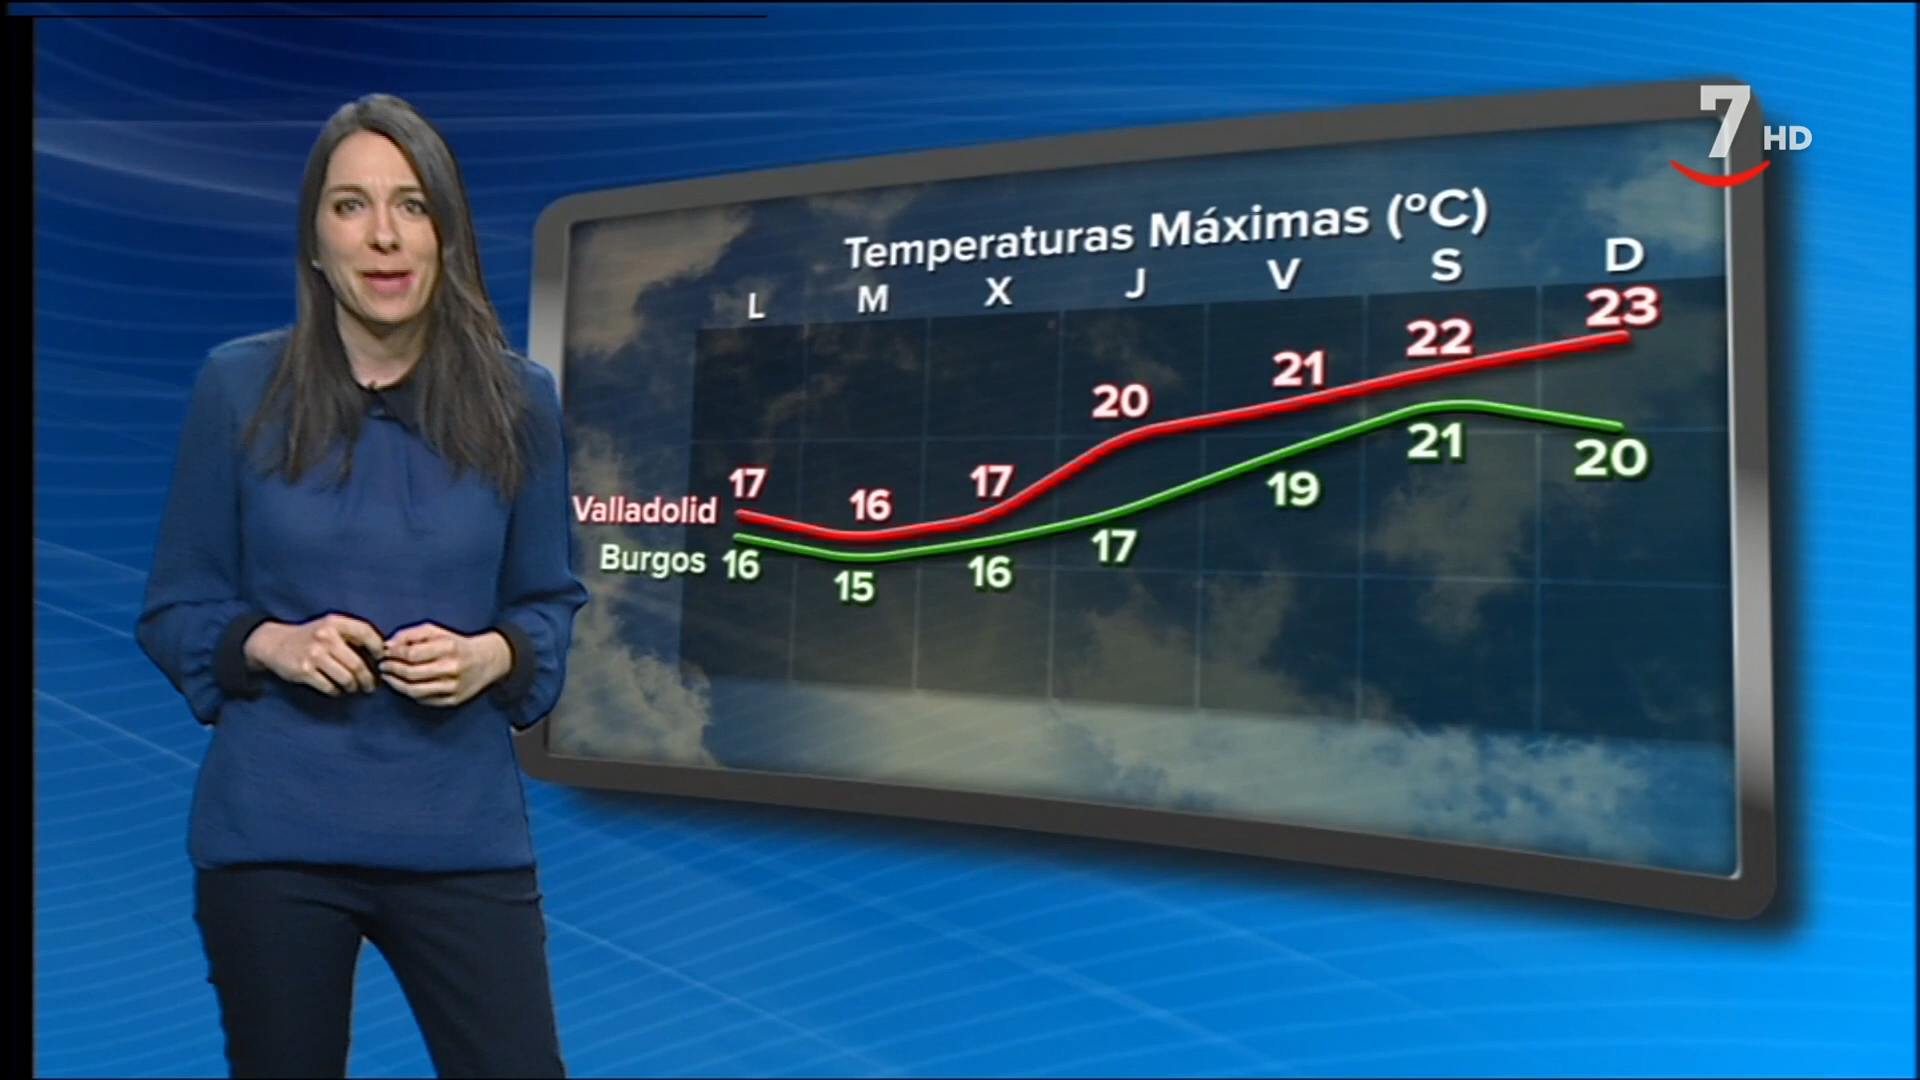 7 HD
Temperaturas Máximas (ºC)
L M X J V S D
17 16 17 20 21 22 23
Valladolid
Burgos
16 15 16 17 19 21 20